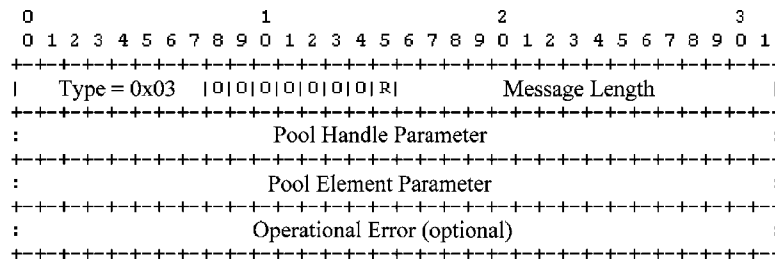 0                   1                   2                   3
0 1 2 3 4 5 6 7 8 9 0 1 2 3 4 5 6 7 8 9 0 1 2 3 4 5 6 7 8 9 0 1
+-+-+-+-+-+-+-+-+-+-+-+-+-+-+-+-+-+-+-+-+-+-+-+-+-+-+-+-+-+-+-+-+
| Type = 0x03 |0|0|0|0|0|0|0|R| Message Length |
+-+-+-+-+-+-+-+-+-+-+-+-+-+-+-+-+-+-+-+-+-+-+-+-+-+-+-+-+-+-+-+-+
: Pool Handle Parameter :
+-+-+-+-+-+-+-+-+-+-+-+-+-+-+-+-+-+-+-+-+-+-+-+-+-+-+-+-+-+-+-+-+
: Pool Element Parameter :
+-+-+-+-+-+-+-+-+-+-+-+-+-+-+-+-+-+-+-+-+-+-+-+-+-+-+-+-+-+-+-+-+
: Operational Error (optional) :
+-+-+-+-+-+-+-+-+-+-+-+-+-+-+-+-+-+-+-+-+-+-+-+-+-+-+-+-+-+-+-+-+